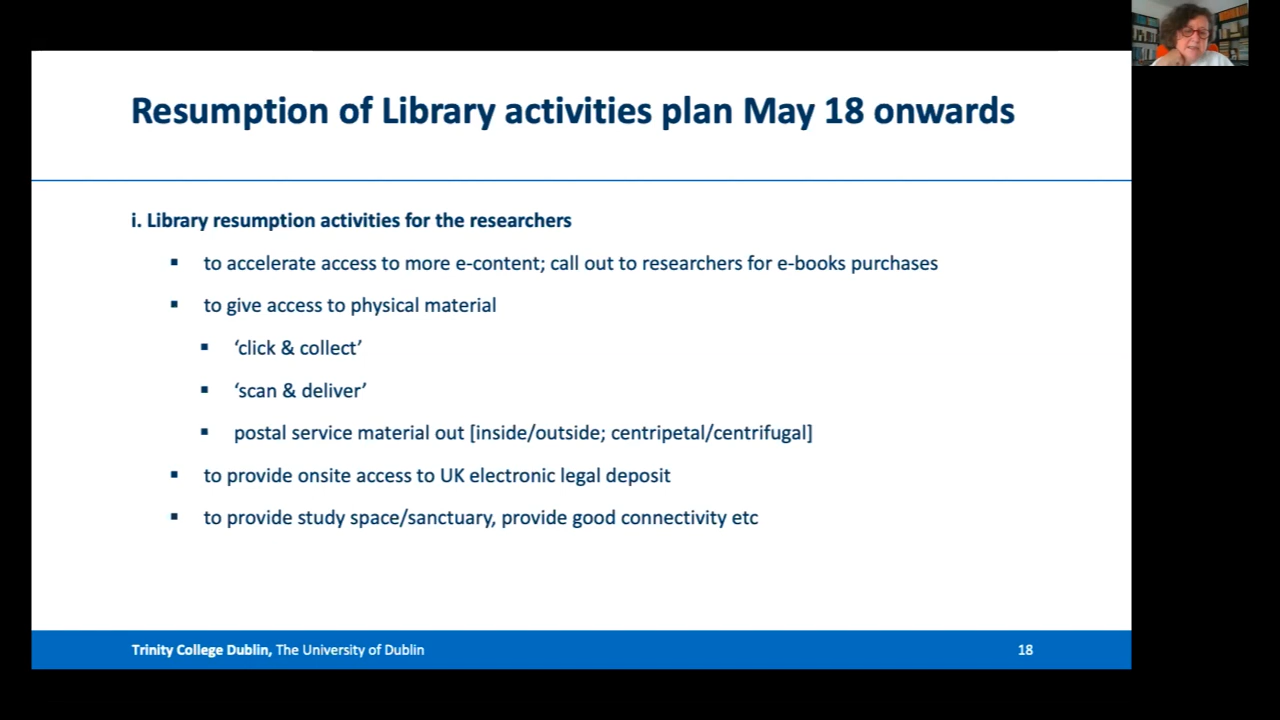 Resumption of Library activities plan May 18 onwards
i. Library resumption activities for the researchers
▪ to accelerate access to more e-content; call out to researchers for e-books purchases
▪ to give access to physical material
▪ ‘click & collect’
▪ ‘scan & deliver’
▪ postal service material out [inside/outside; centripetal/centrifugal]
▪ to provide onsite access to UK electronic legal deposit
▪ to provide study space/sanctuary, provide good connectivity etc
Trinity College Dublin, The University of Dublin
18